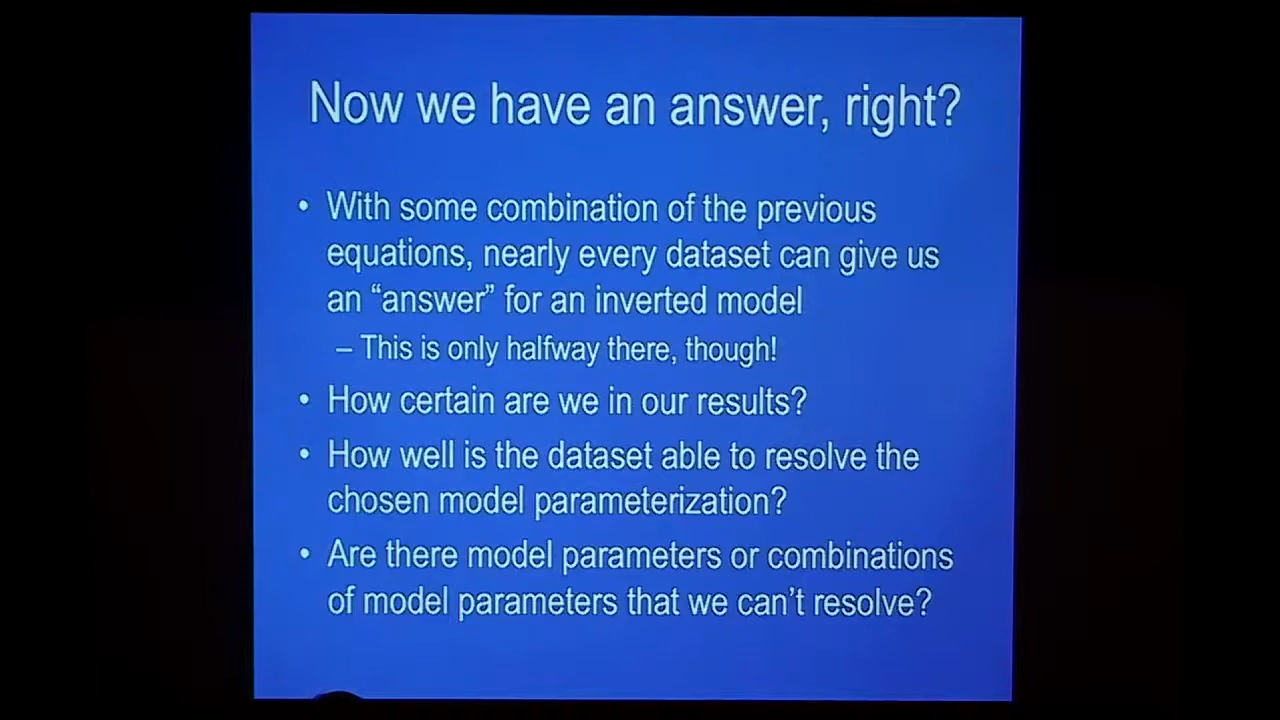 Now we have an answer, right?
• With some combination of the previous
equations, nearly every dataset can give us
an “answer” for an inverted model
– This is only halfway there, though!
• How certain are we in our results?
• How well is the dataset able to resolve the
chosen model parameterization?
• Are there model parameters or combinations
of model parameters that we can’t resolve?